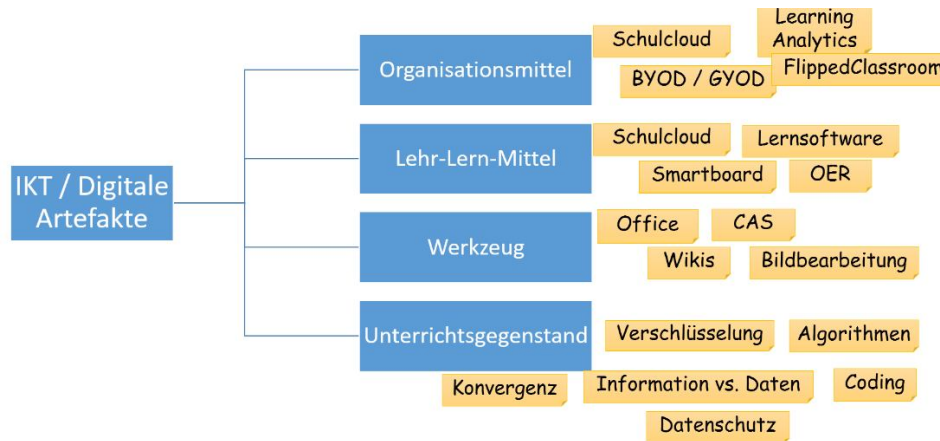 IKT / Digitale
Artefakte
Organisationsmittel
Schulcloud
Learning
Analytics
BYOD / GYOD
FlippedClassroom
Lehr-Lern-Mittel
Schulcloud
Lernsoftware
Smartboard
OER
Werkzeug
Office
CAS
Wikis
Bildbearbeitung
Unterrichtsgegenstand
Verschlüsselung
Algorithmen
Konvergenz
Information vs. Daten
Coding
Datenschutz